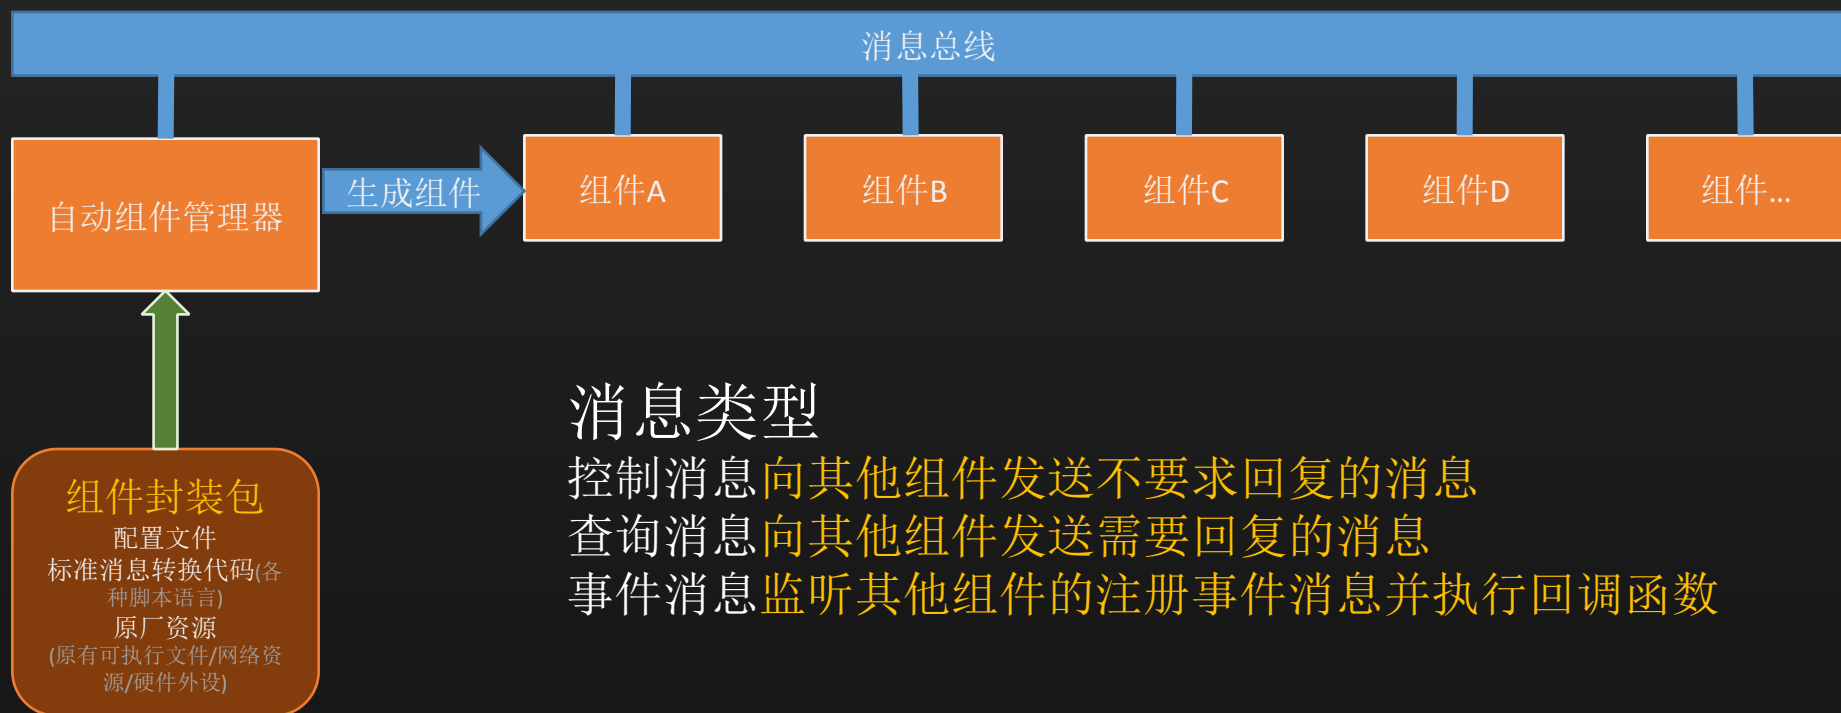 消息总线
自动组件管理器
生成组件
组件A
组件B
组件C
组件D
组件...
消息类型
控制消息向其他组件发送不要求回复的消息
查询消息向其他组件发送需要回复的消息
事件消息监听其他组件的注册事件消息并执行回调函数
组件封装包
配置文件
标准消息转换代码(各
种脚本语言)
原厂资源
(原有可执行文件/网络资
源/硬件外设)